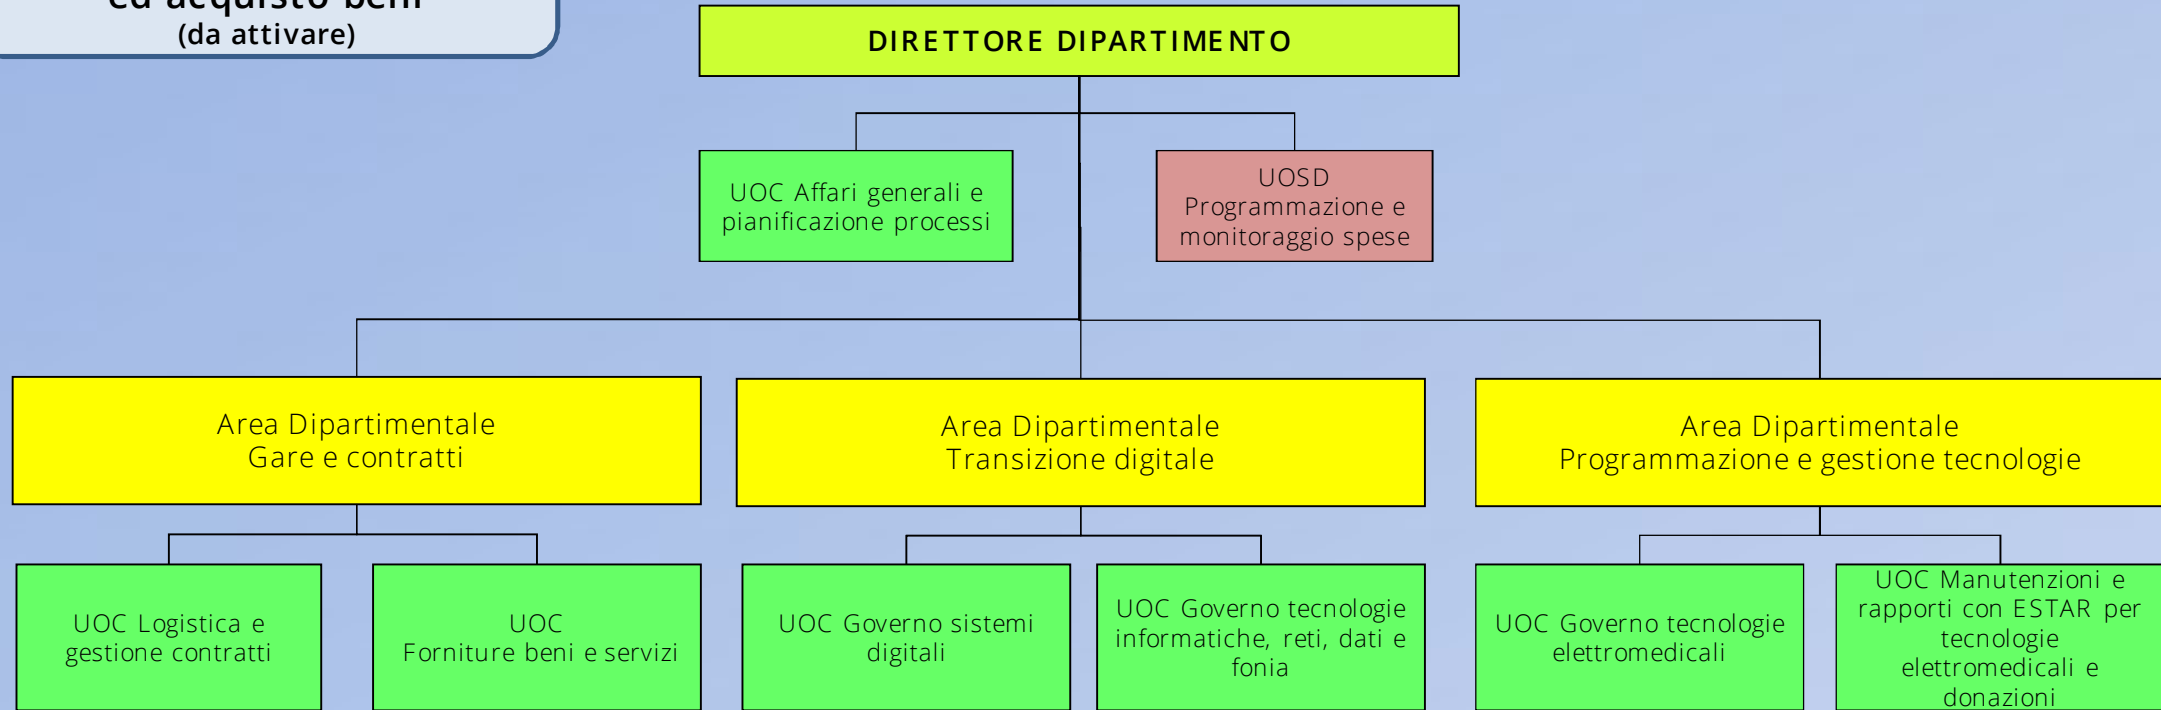 ed acquisto beni
(da attivare)
DIRETTORE DIPARTIMENTO
UOC Affari generali e
pianificazione processi
UOSD
Programmazione e
monitoraggio spese
Area Dipartimentale
Gare e contratti
Area Dipartimentale
Transizione digitale
Area Dipartimentale
Programmazione e gestione tecnologie
UOC Logistica e
gestione contratti
UOC
Forniture beni e servizi
UOC Governo sistemi
digitali
UOC Governo tecnologie
informatiche, reti, dati e
fonia
UOC Governo tecnologie
elettromedicali
UOC Manutenzioni e
rapporti con ESTAR per
tecnologie
elettromedicali e
donazioni